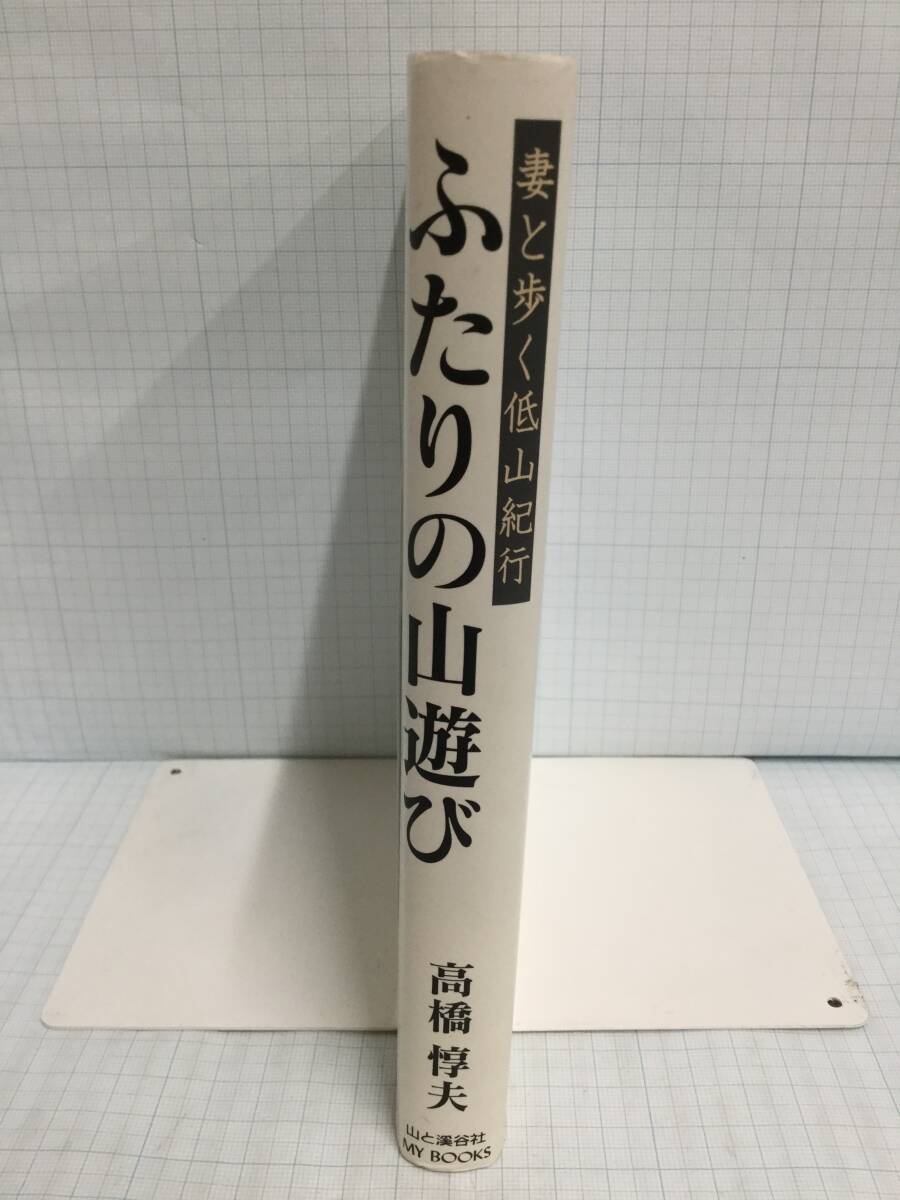 妻と歩く低山紀行
ふたりの山遊び
高橋惇夫
山と溪谷社
MY BOOKS